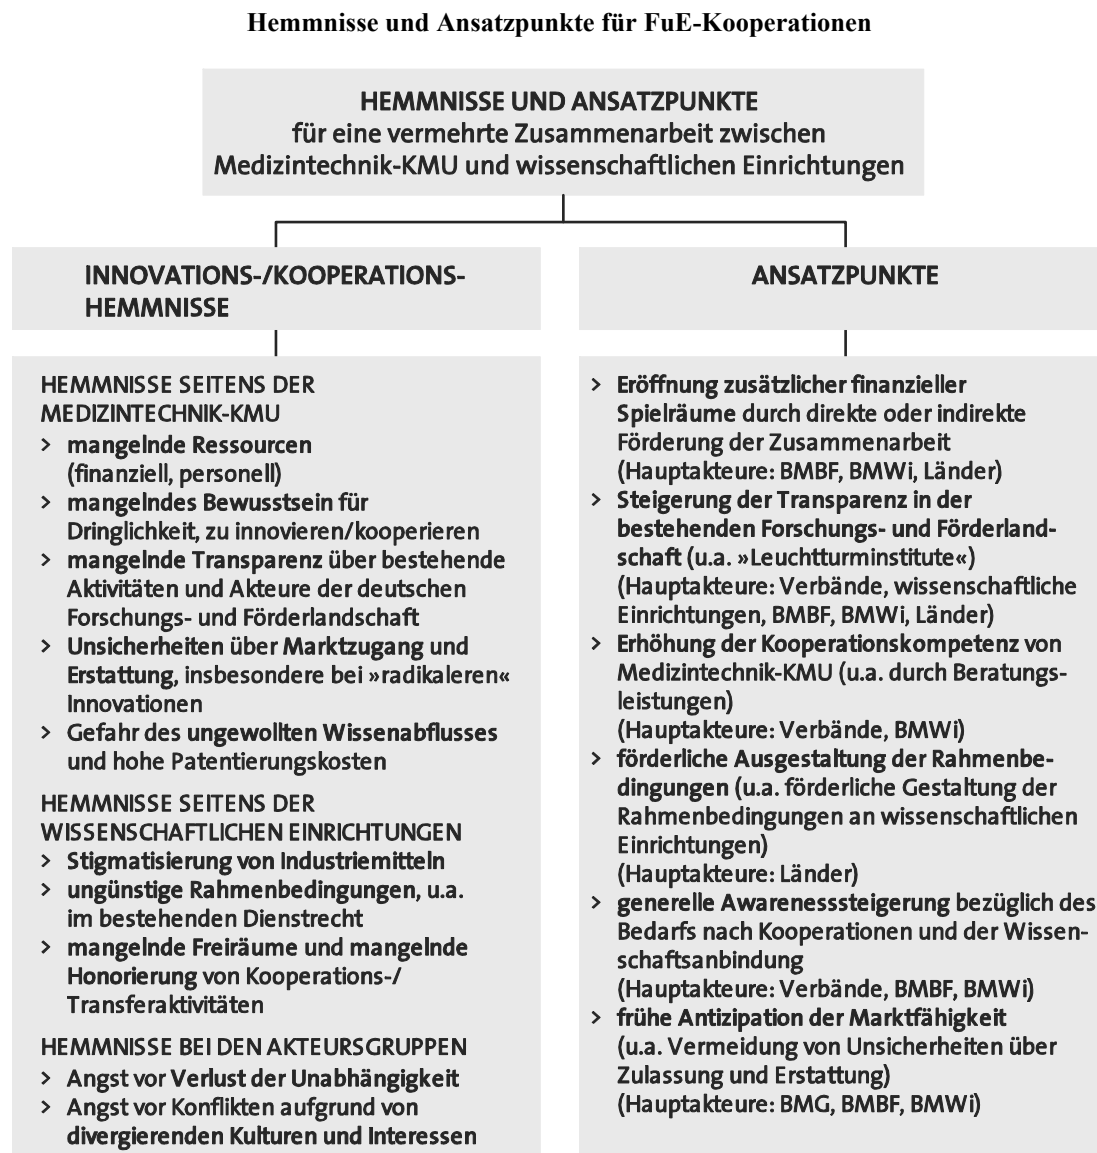 Hemmnisse und Ansatzpunkte für FuE-Kooperationen
HEMMNISSE UND ANSATZPUNKTE
für eine vermehrte Zusammenarbeit zwischen
Medizintechnik-KMU und wissenschaftlichen Einrichtungen
INNOVATIONS-/KOOPERATIONS-
HEMMNISSE
HEMMNISSE SEITENS DER
MEDIZINTECHNIK-KMU
> mangelnde Ressourcen
(finanziell, personell)
> mangelndes Bewusstsein für
Dringlichkeit, zu innovieren/kooperieren
> mangelnde Transparenz über bestehende
Aktivitäten und Akteure der deutschen
Forschungs- und Förderlandschaft
> Unsicherheiten über Marktzugang und
Erstattung, insbesondere bei »radikaleren«
Innovationen
> Gefahr des ungewollten Wissenabflusses
und hohe Patentierungskosten
HEMMNISSE SEITENS DER
WISSENSCHAFTLICHEN EINRICHTUNGEN
> Stigmatisierung von Industriemitteln
> ungünstige Rahmenbedingungen, u.a.
im bestehenden Dienstrecht
> mangelnde Freiräume und mangelnde
Honorierung von Kooperations-/
Transferaktivitäten
HEMMNISSE BEI DEN AKTEURSGRUPPEN
> Angst vor Verlust der Unabhängigkeit
> Angst vor Konflikten aufgrund von
divergierenden Kulturen und Interessen
ANSATZPUNKTE
> Eröffnung zusätzlicher finanzieller
Spielräume durch direkte oder indirekte
Förderung der Zusammenarbeit
(Hauptakteure: BMBF, BMWi, Länder)
> Steigerung der Transparenz in der
bestehenden Forschungs- und Förderland-
schaft (u.a. »Leuchtturminstitute«)
(Hauptakteure: Verbände, wissenschaftliche
Einrichtungen, BMBF, BMWi, Länder)
> Erhöhung der Kooperationskompetenz von
Medizintechnik-KMU (u.a. durch Beratungs-
leistungen)
(Hauptakteure: Verbände, BMWi)
> förderliche Ausgestaltung der Rahmenbe-
dingungen (u.a. förderliche Gestaltung der
Rahmenbedingungen an wissenschaftlichen
Einrichtungen)
(Hauptakteure: Länder)
> generelle Awarenesssteigerung bezüglich des
Bedarfs nach Kooperationen und der Wissen-
schaftsanbindung
(Hauptakteure: Verbände, BMBF, BMWi)
> frühe Antizipation der Marktfähigkeit
(u.a. Vermeidung von Unsicherheiten über
Zulassung und Erstattung)
(Hauptakteure: BMG, BMBF, BMWi)